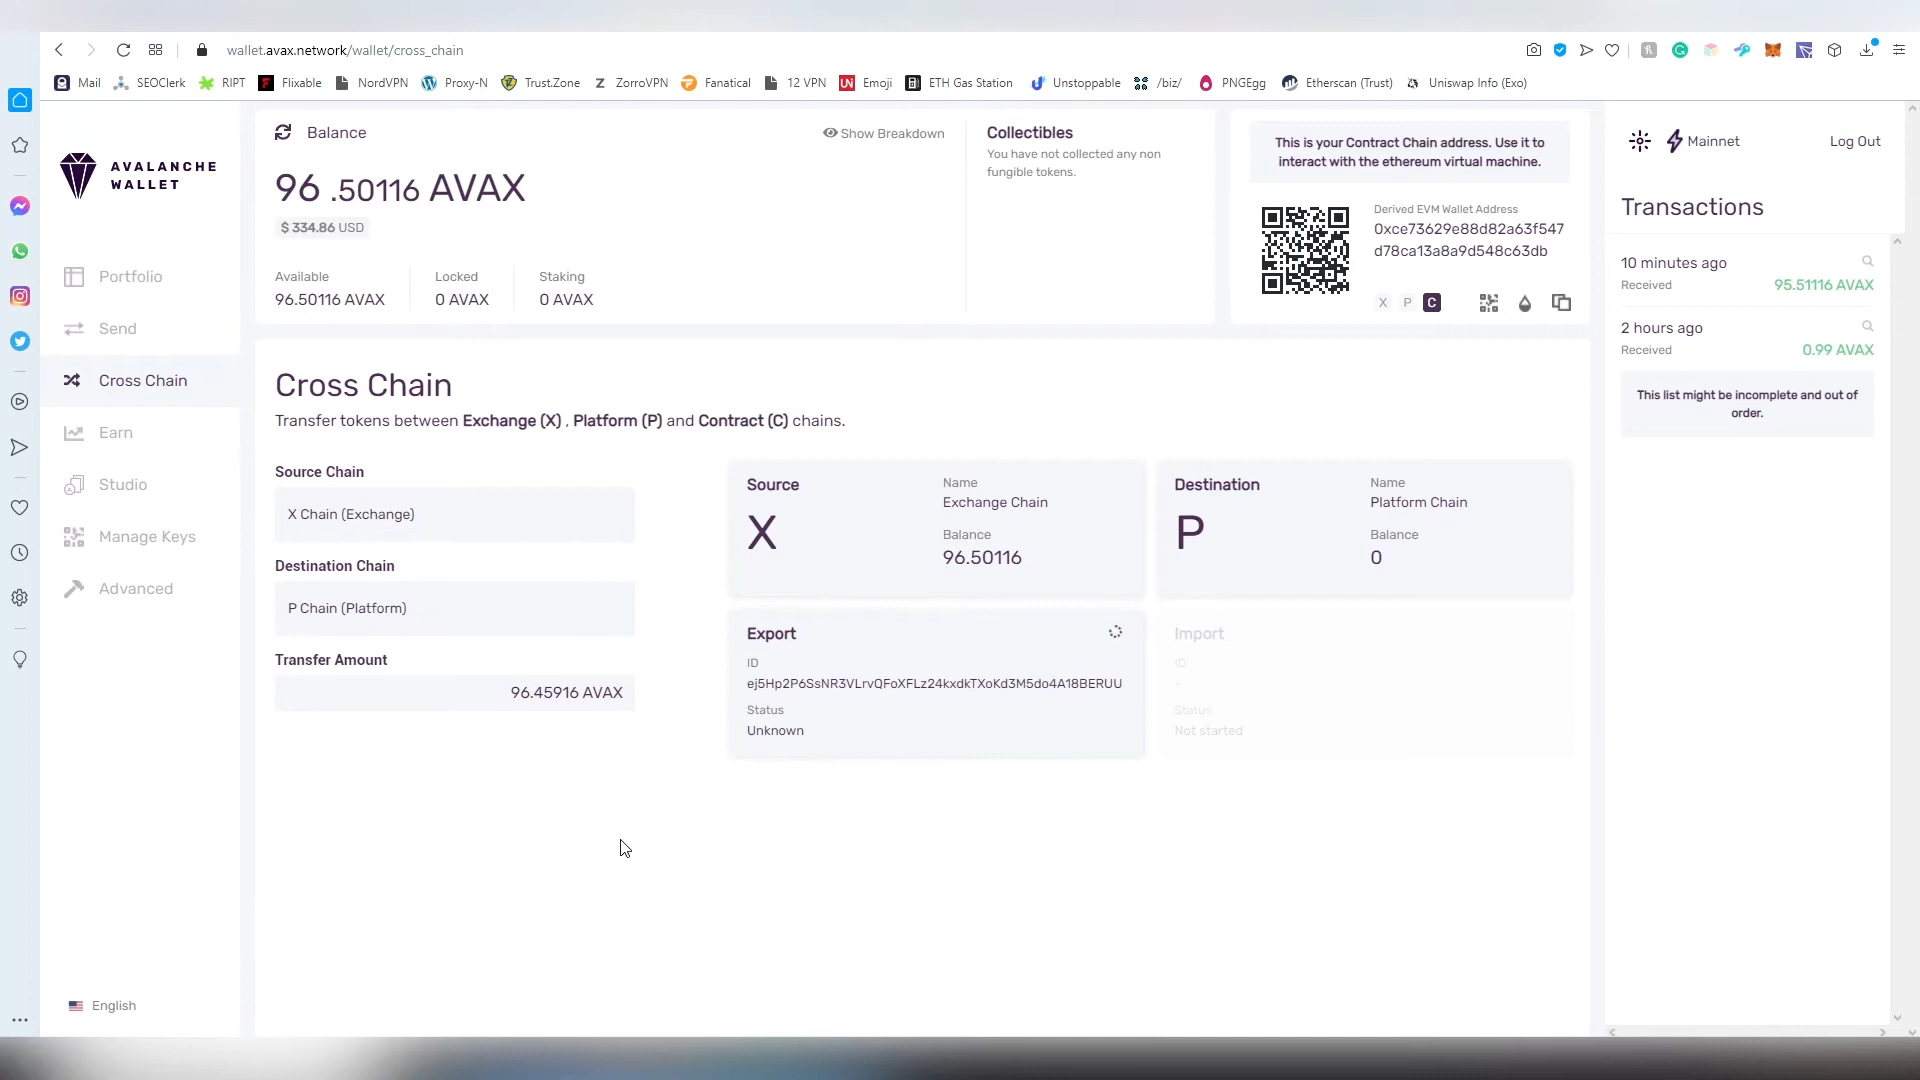 wallet.avax.network/wallet/cross_chain
Mail SEOClerk RIPT Flixable NordVPN Proxy-N Trust.Zone ZorroVPN Fanatical 12 VPN Emoji ETH Gas Station Unstoppable /biz/ PNGEgg Etherscan (Trust) Uniswap Info (Exo)
AVALANCHE
WALLET
Portfolio
Send
Cross Chain
Earn
Studio
Manage Keys
Advanced
English
Balance
Show Breakdown
96 .50116 AVAX
$ 334.86 USD
Available
96.50116 AVAX
Locked
0 AVAX
Staking
0 AVAX
Collectibles
You have not collected any non
fungible tokens.
This is your Contract Chain address. Use it to
interact with the ethereum virtual machine.
Derived EVM Wallet Address
0xce73629e88d82a63f547
d78ca13a8a9d548c63db
X P C
Cross Chain
Transfer tokens between Exchange (X) , Platform (P) and Contract (C) chains.
Source Chain
X Chain (Exchange)
Destination Chain
P Chain (Platform)
Transfer Amount
96.45916 AVAX
Source
X
Name
Exchange Chain
Balance
96.50116
Destination
P
Name
Platform Chain
Balance
0
Export
ID
ej5Hp2P6SsNR3VLrvQFoXFLz24kxdkTXoKd3M5do4A18BERUU
Status
Unknown
Import
ID
-
Status
Not started
Mainnet
Log Out
Transactions
10 minutes ago
Received 95.51116 AVAX
2 hours ago
Received 0.99 AVAX
This list might be incomplete and out of
order.